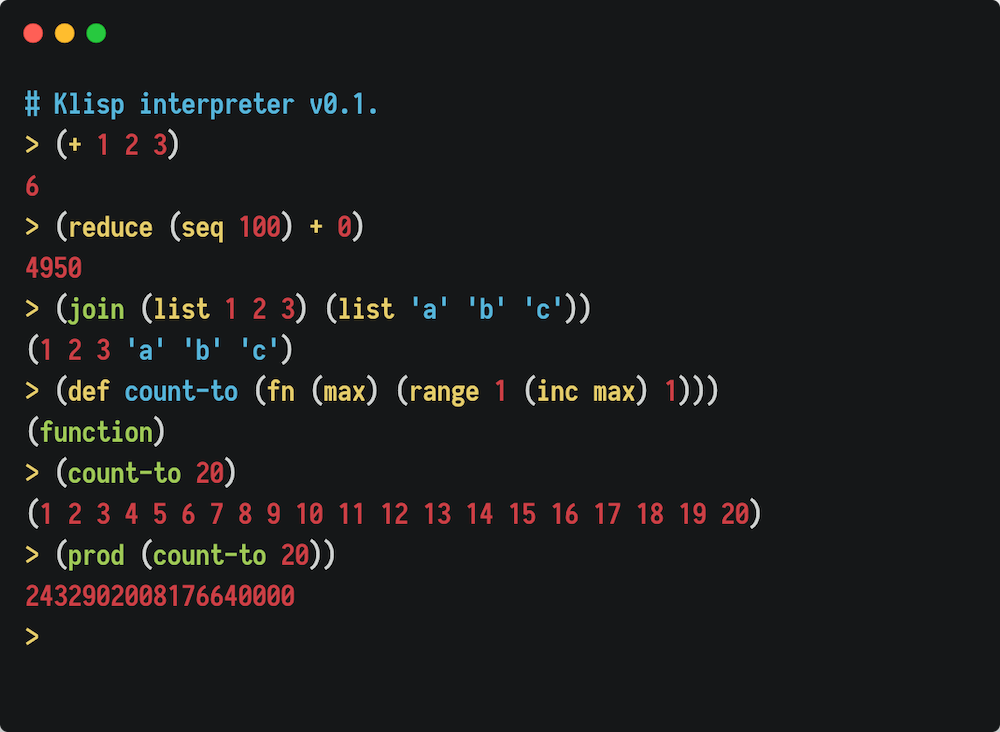 # Klisp interpreter v0.1.
> (+ 1 2 3)
6
> (reduce (seq 100) + 0)
4950
> (join (list 1 2 3) (list 'a' 'b' 'c'))
(1 2 3 'a' 'b' 'c')
> (def count-to (fn (max) (range 1 (inc max) 1)))
(function)
> (count-to 20)
(1 2 3 4 5 6 7 8 9 10 11 12 13 14 15 16 17 18 19 20)
> (prod (count-to 20))
2432902008176640000
>